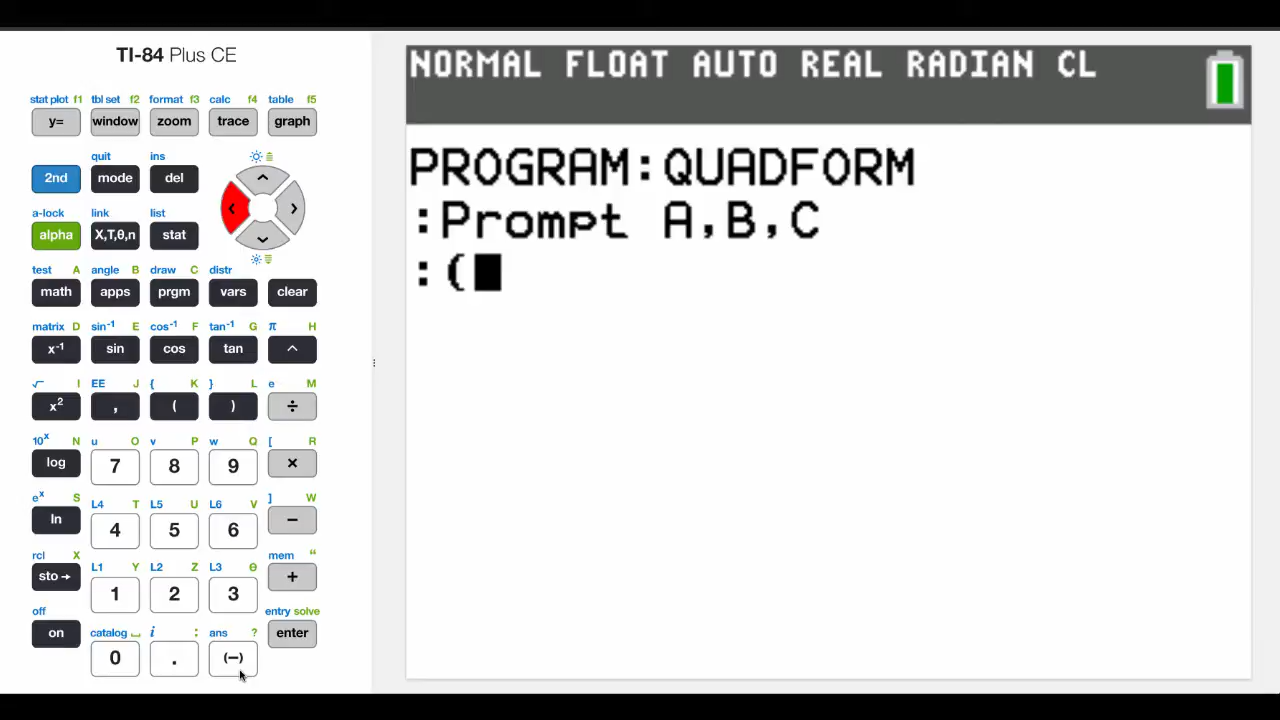 TI-84 Plus CE
NORMAL FLOAT AUTO REAL RADIAN CL
PROGRAM:QUADFORM
:Prompt A,B,C
:(
stat plot f1 tbl set f2 format f3 calc f4 table f5
y= window zoom trace graph
quit ins
2nd mode del
a-lock link list
alpha X,T,θ,n stat
test A angle B draw C distr
math apps prgm vars clear
matrix D sin⁻¹ E cos⁻¹ F tan⁻¹ G π H
x⁻¹ sin cos tan ^
√ I EE J { K } L e M
x² , ( ) ÷
10ˣ N u O v P w Q [ R
log 7 8 9 ×
eˣ S L4 T L5 U L6 V ] W
ln 4 5 6 −
rcl X L1 Y L2 Z L3 θ mem “
sto→ 1 2 3 +
off catalog ⎵ i : ans ? entry solve
on 0 . (−) enter